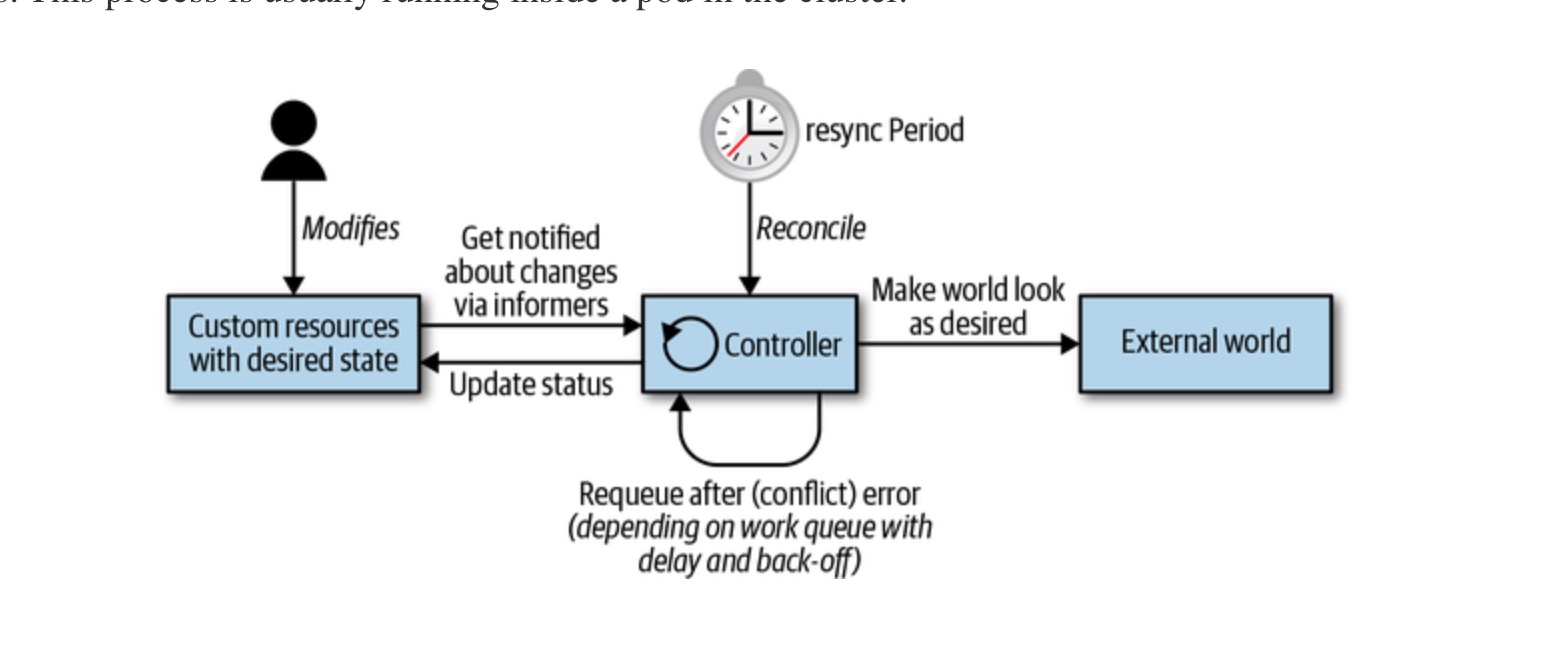 s. This process is usually running inside a pod in the cluster.
resync Period
Modifies
Reconcile
Get notified
about changes
via informers
Make world look
as desired
Custom resources
with desired state
Controller
External world
Update status
Requeue after (conflict) error
(depending on work queue with
delay and back-off)